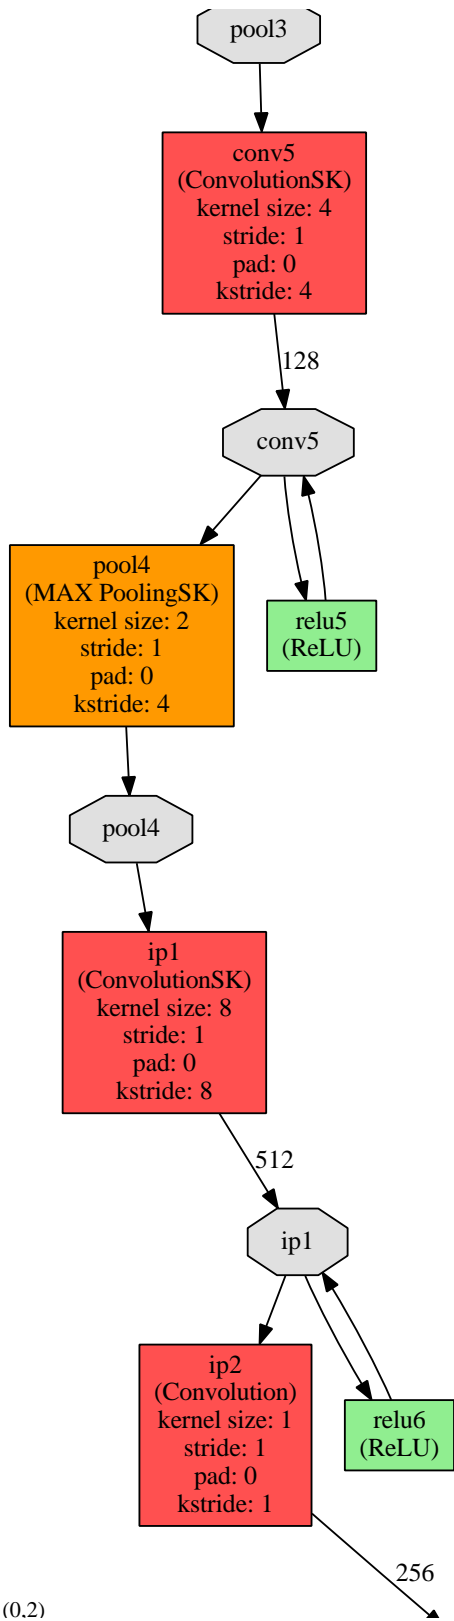 pool3
conv5
(ConvolutionSK)
kernel size: 4
stride: 1
pad: 0
kstride: 4
128
conv5
pool4
(MAX PoolingSK)
kernel size: 2
stride: 1
pad: 0
kstride: 4
relu5
(ReLU)
pool4
ip1
(ConvolutionSK)
kernel size: 8
stride: 1
pad: 0
kstride: 8
512
ip1
ip2
(Convolution)
kernel size: 1
stride: 1
pad: 0
kstride: 1
relu6
(ReLU)
256
(0,2)